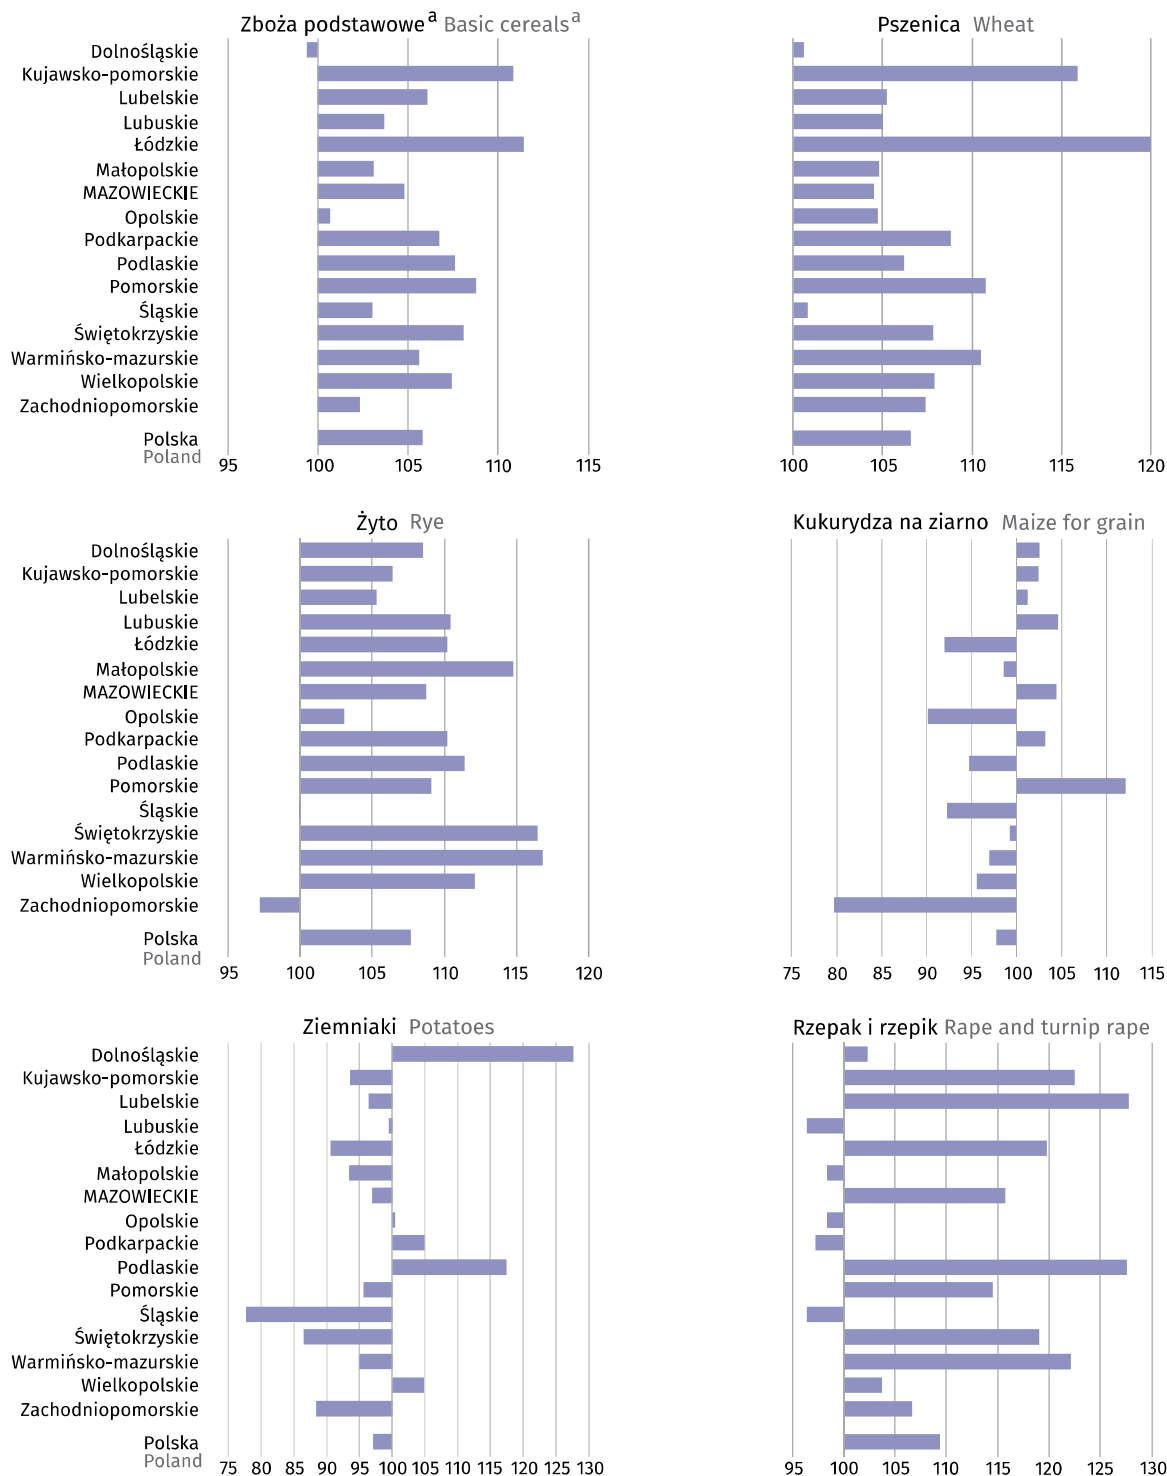 Zboża podstawowe a Basic cereals a
Pszenica Wheat
Dolnośląskie
Kujawsko-pomorskie
Lubelskie
Lubuskie
Łódzkie
Małopolskie
MAZOWIECKIE
Opolskie
Podkarpackie
Podlaskie
Pomorskie
Śląskie
Świętokrzyskie
Warmińsko-mazurskie
Wielkopolskie
Zachodniopomorskie
Polska
Poland
95 100 105 110 115
100 105 110 115 120
Żyto Rye
Kukurydza na ziarno Maize for grain
Dolnośląskie
Kujawsko-pomorskie
Lubelskie
Lubuskie
Łódzkie
Małopolskie
MAZOWIECKIE
Opolskie
Podkarpackie
Podlaskie
Pomorskie
Śląskie
Świętokrzyskie
Warmińsko-mazurskie
Wielkopolskie
Zachodniopomorskie
Polska
Poland
95 100 105 110 115 120
75 80 85 90 95 100 105 110 115
Ziemniaki Potatoes
Rzepak i rzepik Rape and turnip rape
Dolnośląskie
Kujawsko-pomorskie
Lubelskie
Lubuskie
Łódzkie
Małopolskie
MAZOWIECKIE
Opolskie
Podkarpackie
Podlaskie
Pomorskie
Śląskie
Świętokrzyskie
Warmińsko-mazurskie
Wielkopolskie
Zachodniopomorskie
Polska
Poland
75 80 85 90 95 100 105 110 115 120 125 130
95 100 105 110 115 120 125 130